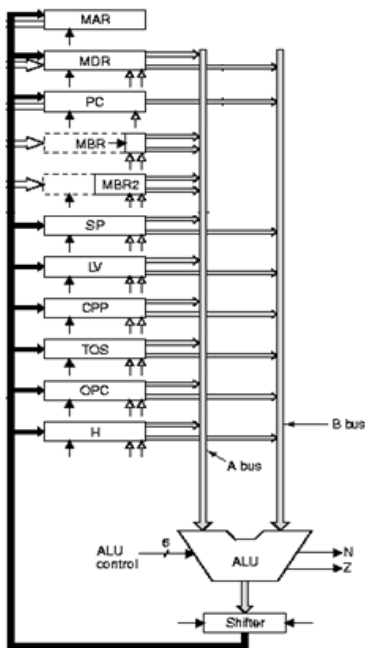 MAR
MDR
PC
MBR
MBR2
SP
LV
CPP
TOS
OPC
H
B bus
A bus
6
ALU control
ALU
N
Z
Shifter